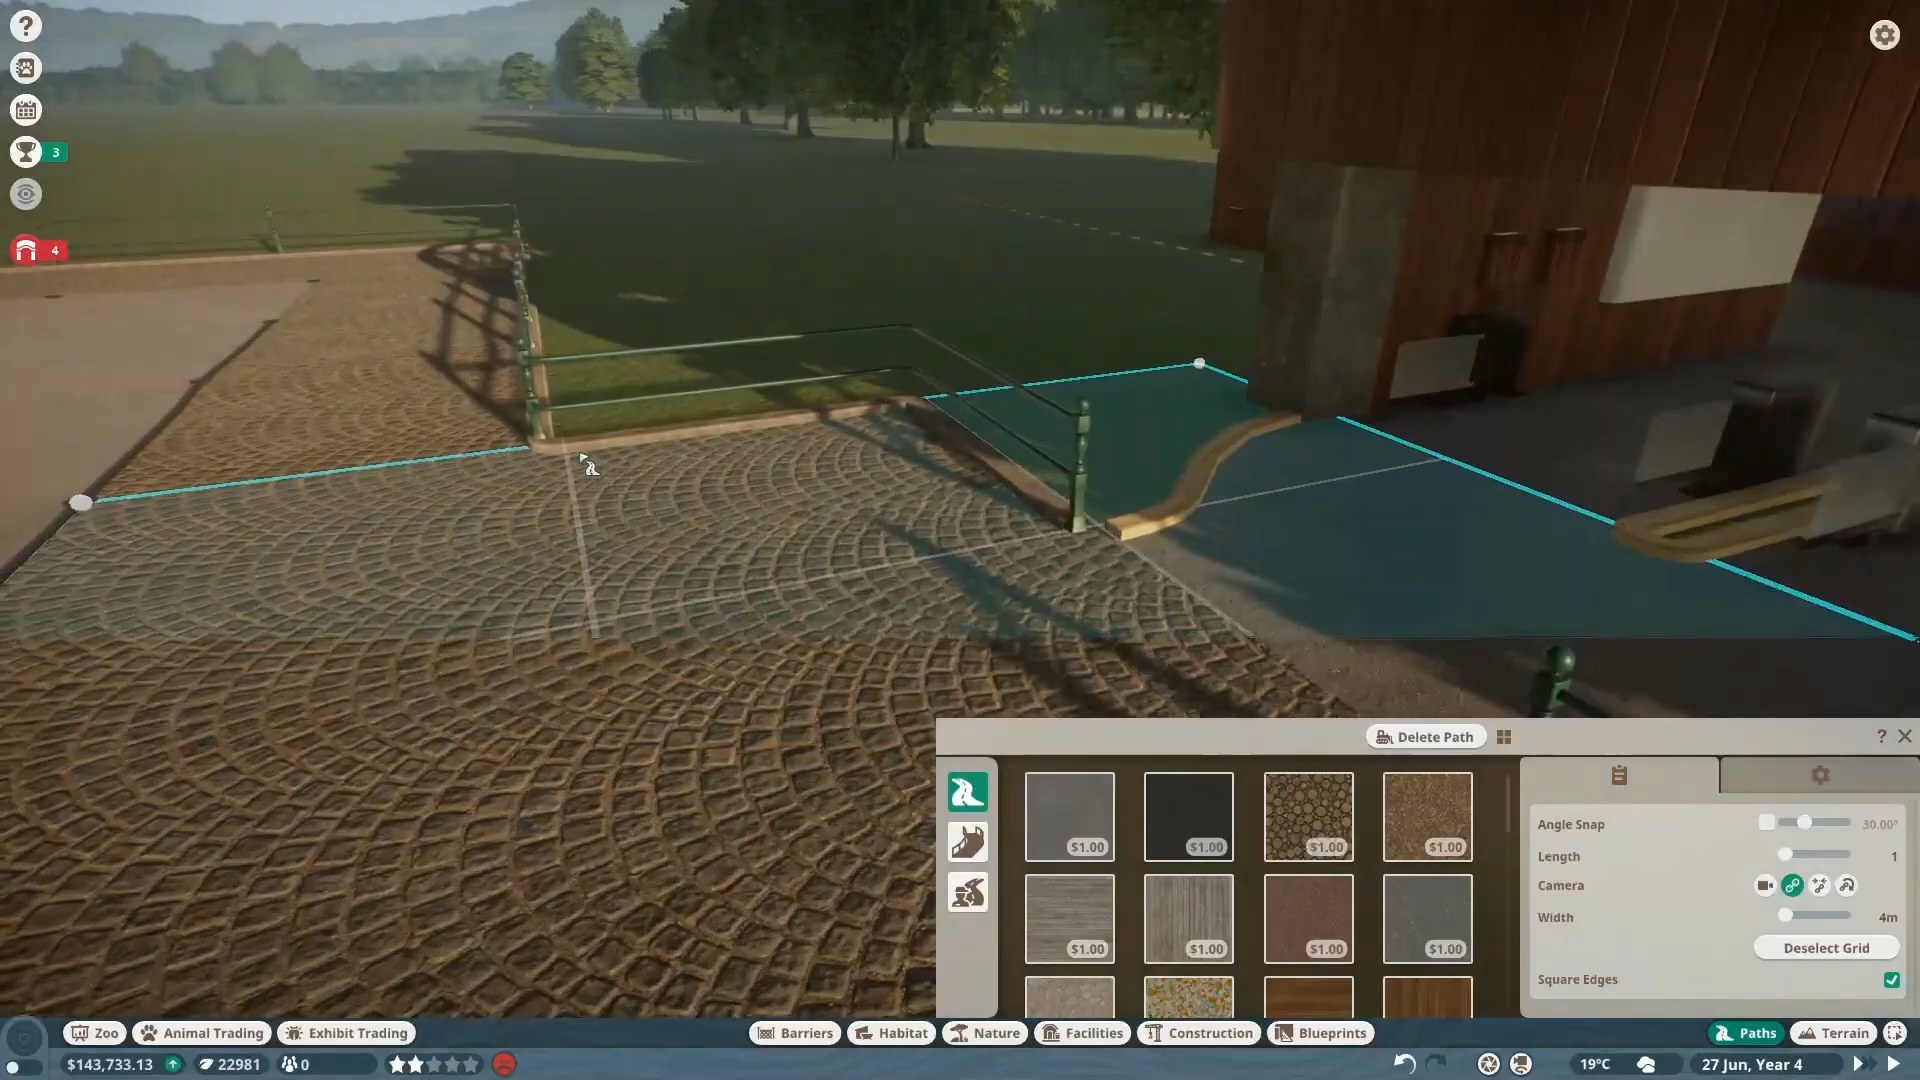 ?
3
4
Delete Path
?
$1.00
$1.00
$1.00
$1.00
$1.00
$1.00
$1.00
$1.00
Angle Snap 30.00°
Length 1
Camera
Width 4m
Deselect Grid
Square Edges
Zoo
Animal Trading
Exhibit Trading
Barriers
Habitat
Nature
Facilities
Construction
Blueprints
Paths
Terrain
$143,733.13
22981
0
19°C
27 Jun, Year 4